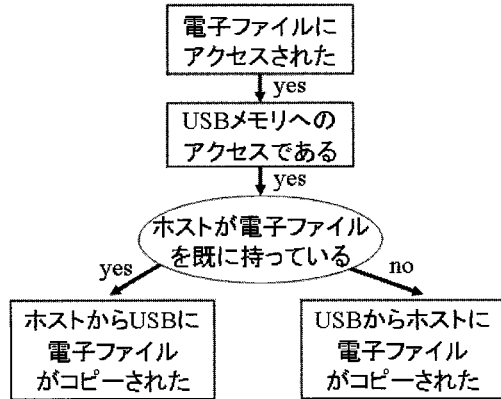 電子ファイルに
アクセスされた
yes
USBメモリへの
アクセスである
yes
ホストが電子ファイル
を既に持っている
yes
no
ホストからUSBに
電子ファイル
がコピーされた
USBからホストに
電子ファイル
がコピーされた